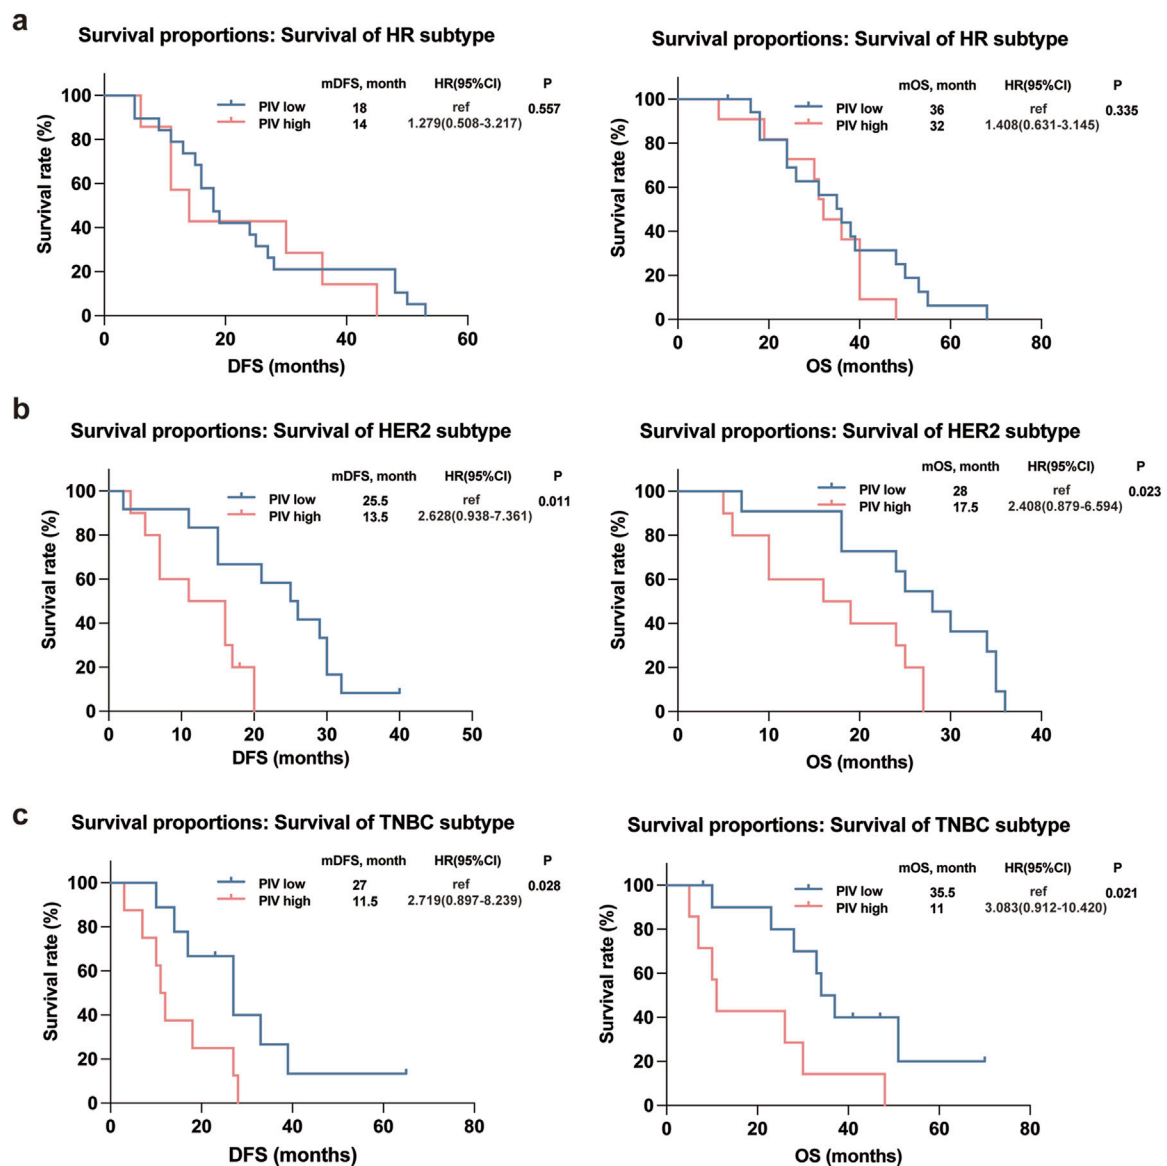 a
Survival proportions: Survival of HR subtype
mDFS, month HR(95%CI) P
PIV low 18 ref 0.557
PIV high 14 1.279(0.508-3.217)
Survival rate (%)
100
80
60
40
20
0
0 20 40 60
DFS (months)
Survival proportions: Survival of HR subtype
mOS, month HR(95%CI) P
PIV low 36 ref 0.335
PIV high 32 1.408(0.631-3.145)
Survival rate (%)
100
80
60
40
20
0
0 20 40 60 80
OS (months)
b
Survival proportions: Survival of HER2 subtype
mDFS, month HR(95%CI) P
PIV low 25.5 ref 0.011
PIV high 13.5 2.628(0.938-7.361)
Survival rate (%)
100
80
60
40
20
0
0 10 20 30 40 50
DFS (months)
Survival proportions: Survival of HER2 subtype
mOS, month HR(95%CI) P
PIV low 28 ref 0.023
PIV high 17.5 2.408(0.879-6.594)
Survival rate (%)
100
80
60
40
20
0
0 10 20 30 40
OS (months)
c
Survival proportions: Survival of TNBC subtype
mDFS, month HR(95%CI) P
PIV low 27 ref 0.028
PIV high 11.5 2.719(0.897-8.239)
Survival rate (%)
100
80
60
40
20
0
0 20 40 60 80
DFS (months)
Survival proportions: Survival of TNBC subtype
mOS, month HR(95%CI) P
PIV low 35.5 ref 0.021
PIV high 11 3.083(0.912-10.420)
Survival rate (%)
100
80
60
40
20
0
0 20 40 60 80
OS (months)